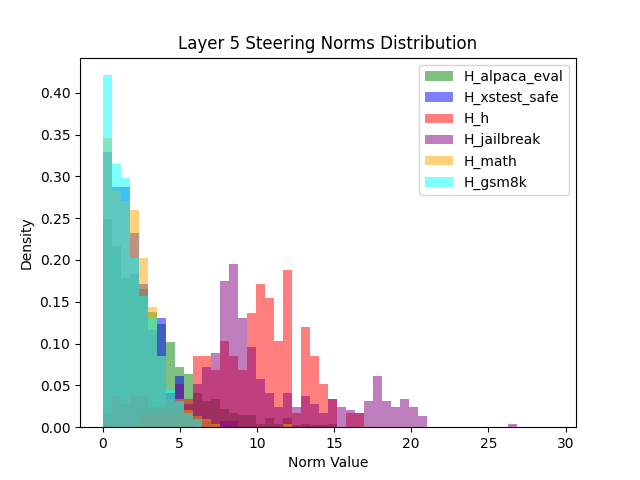 Layer 5 Steering Norms Distribution
H_alpaca_eval
H_xstest_safe
H_h
H_jailbreak
H_math
H_gsm8k
0.40
0.35
0.30
0.25
0.20
0.15
0.10
0.05
0.00
Density
0
5
10
15
20
25
30
Norm Value